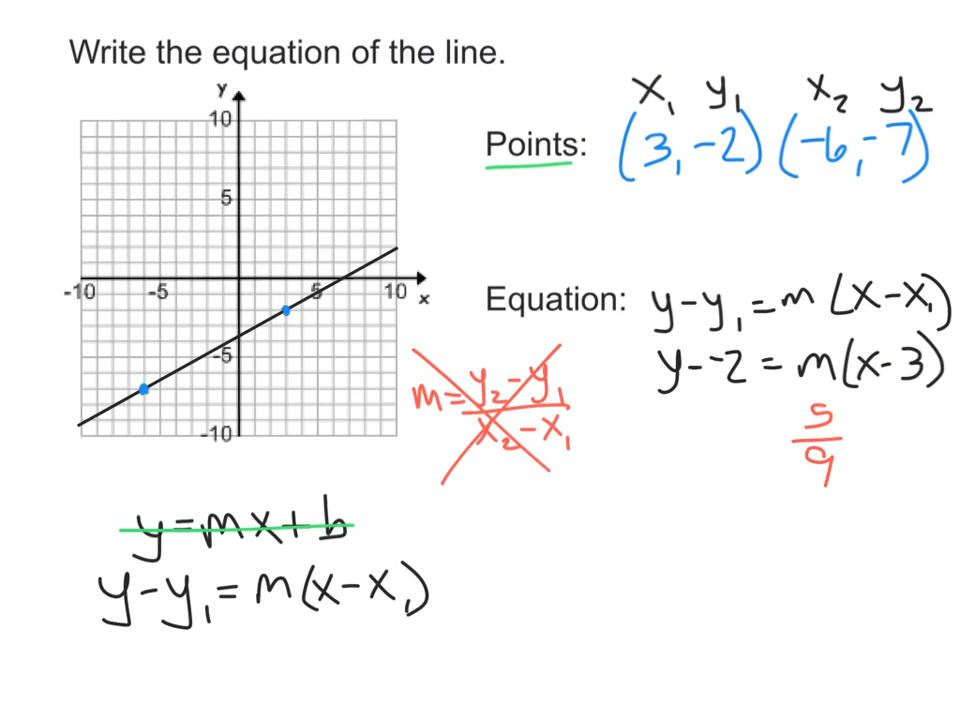 Write the equation of the line.
x₁ y₁ x₂ y₂
Points: (3, -2) (-6, -7)
y
10
5
-10 -5 5 10 x
-5
-10
Equation: y-y₁=m(x-x₁)
y--2=m(x-3)
m=y₂-y₁
x₂-x₁
5
9
y=mx+b
y-y₁=m(x-x₁)